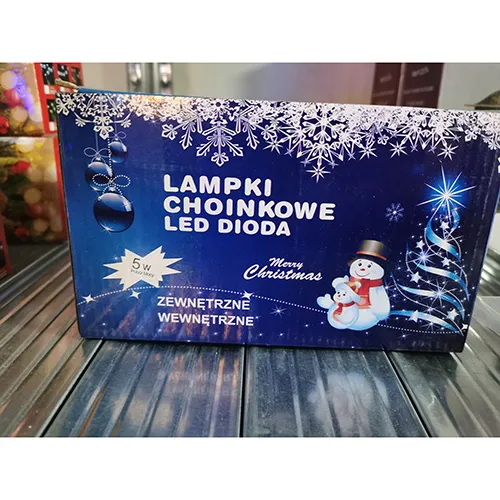 LAMPKI
CHOINKOWE
LED DIODA
Merry
Christmas
5 W
ZEWNĘTRZNE
WEWNĘTRZNE